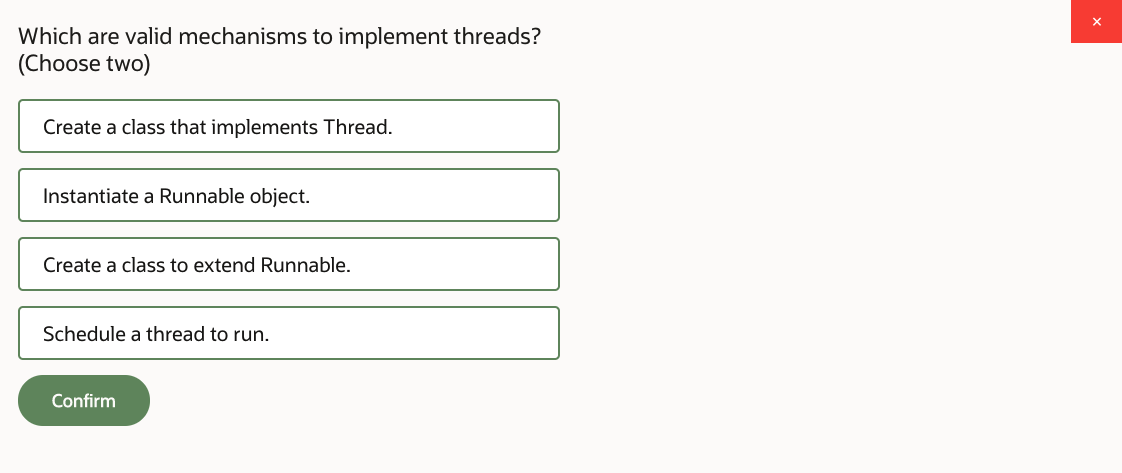 Which are valid mechanisms to implement threads?
(Choose two)
×
Create a class that implements Thread.
Instantiate a Runnable object.
Create a class to extend Runnable.
Schedule a thread to run.
Confirm